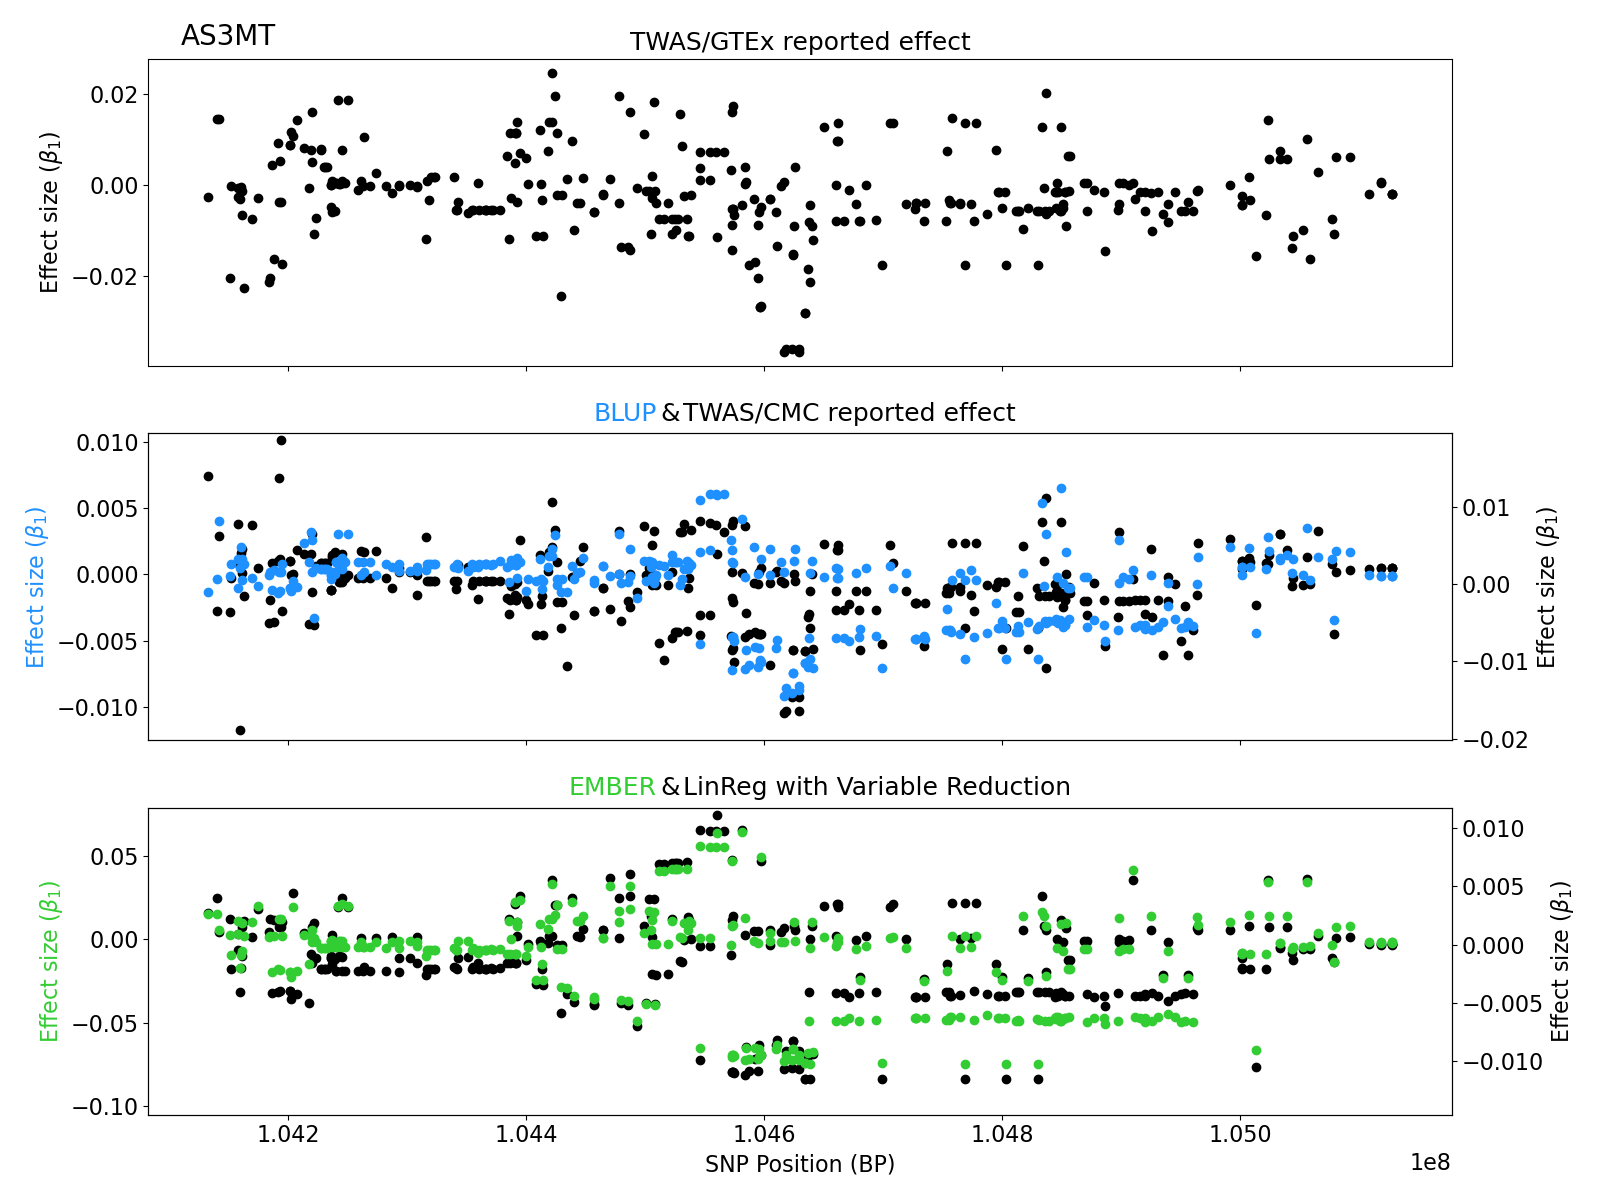 AS3MT
TWAS/GTEx reported effect
0.02
0.00
−0.02
Effect size (β₁)
BLUP & TWAS/CMC reported effect
0.010
0.005
0.000
−0.005
−0.010
Effect size (β₁)
0.01
0.00
−0.01
−0.02
Effect size (β₁)
EMBER & LinReg with Variable Reduction
0.05
0.00
−0.05
−0.10
Effect size (β₁)
0.010
0.005
0.000
−0.005
−0.010
Effect size (β₁)
1.042 1.044 1.046 1.048 1.050
SNP Position (BP)
1e8